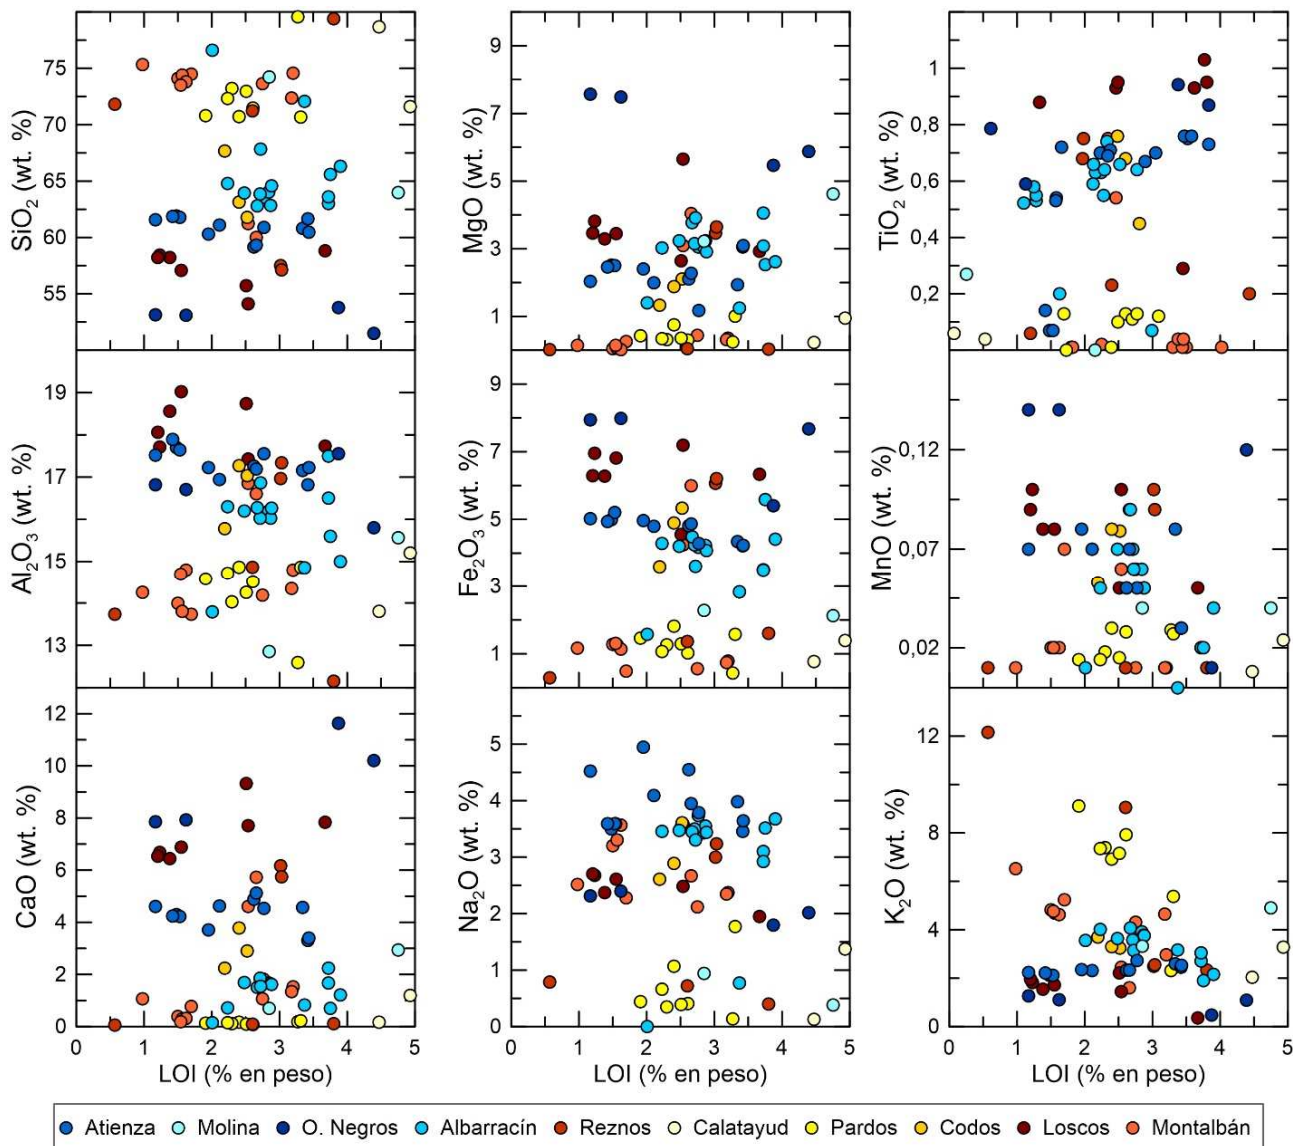 SiO₂ (wt. %)
75
70
65
60
55
MgO (wt. %)
9
7
5
3
1
TiO₂ (wt. %)
1
0,8
0,6
0,4
0,2
Al₂O₃ (wt. %)
19
17
15
13
Fe₂O₃ (wt. %)
9
7
5
3
1
MnO (wt. %)
0,12
0,07
0,02
CaO (wt. %)
12
10
8
6
4
2
0
Na₂O (wt. %)
5
4
3
2
1
0
K₂O (wt. %)
12
8
4
0
0 1 2 3 4 5
0 1 2 3 4 5
0 1 2 3 4 5
LOI (% en peso)
LOI (% en peso)
LOI (% en peso)
Atienza Molina O. Negros Albarracín Reznos Calatayud Pardos Codos Loscos Montalbán